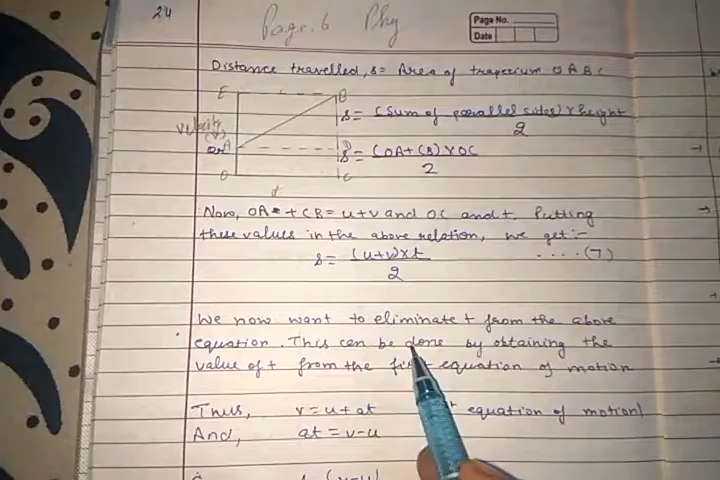 24
Page. 6 Phy
Page No.
Date
Distance travelled, s = Area of trapezium OABC
E
B
s = (Sum of parallel sides) × height
2
Velocity
A
D
s = (OA + CB) × OC
2
O
C
t
Now, OA + CB = u+v and OC and t. Putting
these values in the above relation, we get:-
s = (u+v)×t ....(7)
2
We now want to eliminate t from the above
equation. This can be done by obtaining the
value of t from the equation of motion
Thus, v = u + at equation of motion)
And, at = v-u